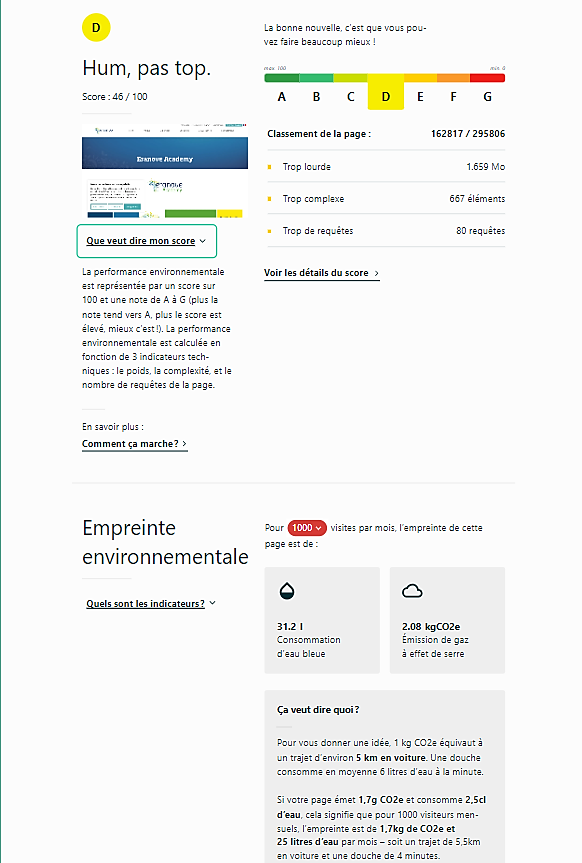 D
Hum, pas top.
Score : 46 / 100
Eranove Academy
eranove
Que veut dire mon score
La performance environnementale
est représentée par un score sur
100 et une note de A à G (plus la
note tend vers A, plus le score est
élevé, mieux c'est !). La performance
environnementale est calculée en
fonction de 3 indicateurs tech-
niques : le poids, la complexité, et le
nombre de requêtes de la page.
En savoir plus :
Comment ça marche ?
La bonne nouvelle, c'est que vous pou-
vez faire beaucoup mieux !
max. 100 min. 0
A B C D E F G
Classement de la page : 162817 / 295806
Trop lourde 1.659 Mo
Trop complexe 667 éléments
Trop de requêtes 80 requêtes
Voir les détails du score
Empreinte
environnementale
Quels sont les indicateurs ?
Pour 1000 visites par mois, l'empreinte de cette
page est de :
31.2 l
Consommation
d'eau bleue
2.08 kgCO2e
Émission de gaz
à effet de serre
Ça veut dire quoi ?
Pour vous donner une idée, 1 kg CO2e équivaut à
un trajet d'environ 5 km en voiture. Une douche
consomme en moyenne 6 litres d'eau à la minute.
Si votre page émet 1,7g CO2e et consomme 2,5cl
d'eau, cela signifie que pour 1000 visiteurs men-
suels, l'empreinte est de 1,7kg de CO2e et
25 litres d'eau par mois – soit un trajet de 5,5km
en voiture et une douche de 4 minutes.